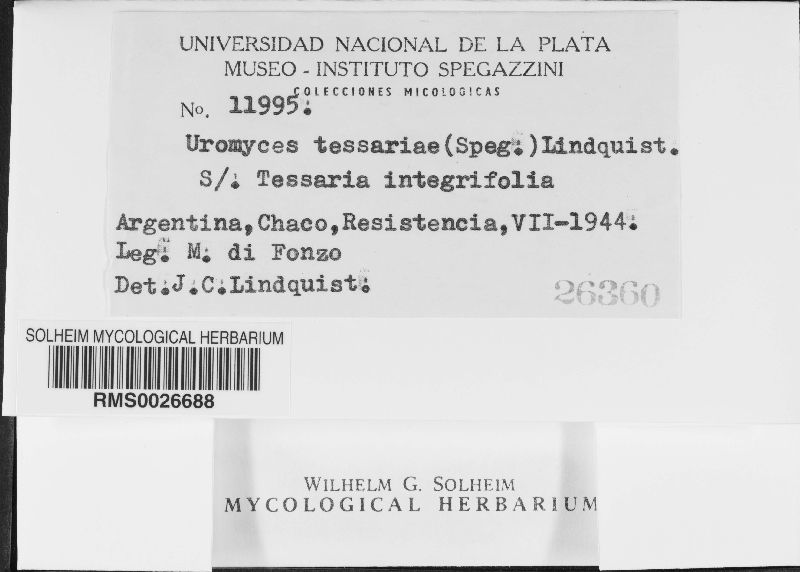 UNIVERSIDAD NACIONAL DE LA PLATA
MUSEO - INSTITUTO SPEGAZZINI
COLECCIONES MICOLOGICAS
No. 11995.
Uromyces tessariae (Speg.) Lindquist.
S/. Tessaria integrifolia
Argentina, Chaco, Resistencia, VII-1944.
Leg. M. di Fonzo
Det. J. C. Lindquist.
26360
SOLHEIM MYCOLOGICAL HERBARIUM
RMS0026688
WILHELM G. SOLHEIM
MYCOLOGICAL HERBARIUM